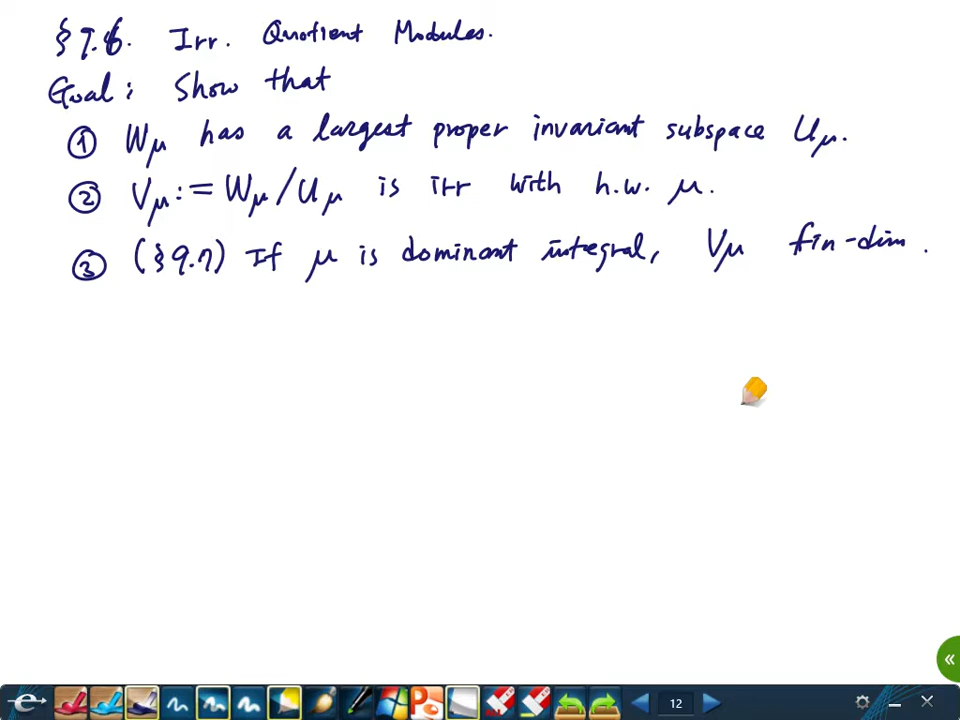 § 9.6. Irr. Quotient Modules.
Goal: Show that
① Wμ has a largest proper invariant subspace Uμ.
② Vμ := Wμ / Uμ is irr with h.w. μ.
③ (§ 9.7) If μ is dominant integral, Vμ fin-dim.
12